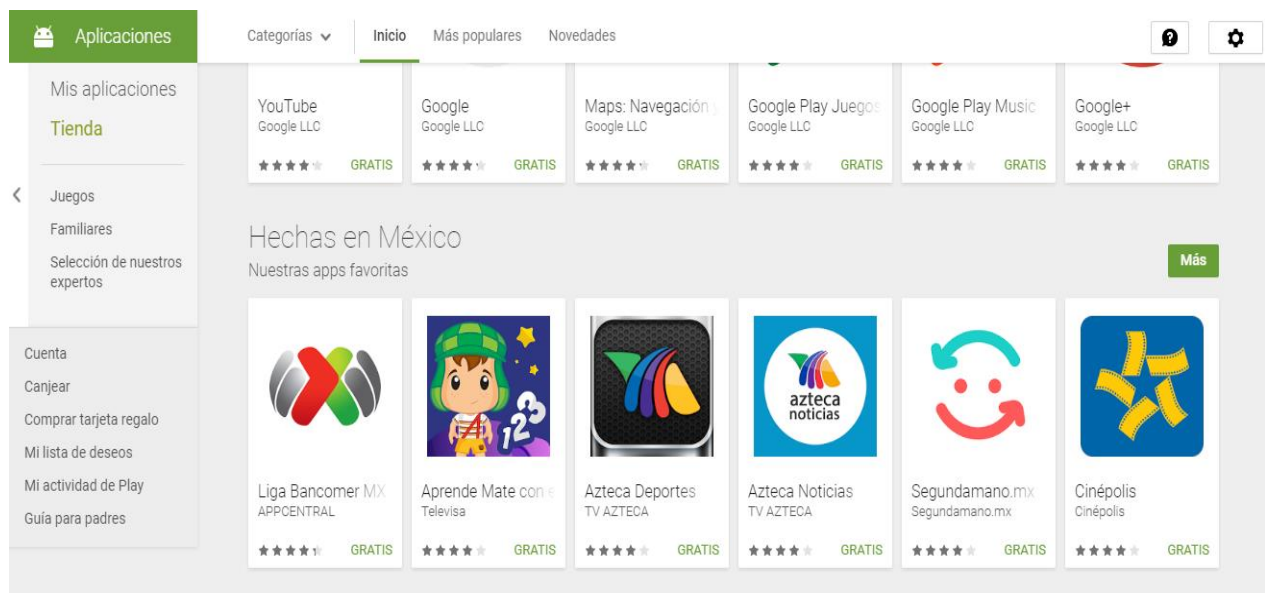 Aplicaciones
Categorías Inicio Más populares Novedades
Mis aplicaciones
Tienda
Juegos
Familiares
Selección de nuestros
expertos
Cuenta
Canjear
Comprar tarjeta regalo
Mi lista de deseos
Mi actividad de Play
Guía para padres
YouTube
Google LLC
GRATIS
Google
Google LLC
GRATIS
Maps: Navegación y
Google LLC
GRATIS
Google Play Juegos
Google LLC
GRATIS
Google Play Music
Google LLC
GRATIS
Google+
Google LLC
GRATIS
Hechas en México
Nuestras apps favoritas
Más
Liga Bancomer MX
APPCENTRAL
GRATIS
123
Aprende Mate con e
Televisa
GRATIS
Azteca Deportes
TV AZTECA
GRATIS
azteca
noticias
Azteca Noticias
TV AZTECA
GRATIS
Segundamano.mx
Segundamano.mx
GRATIS
Cinépolis
Cinépolis
GRATIS